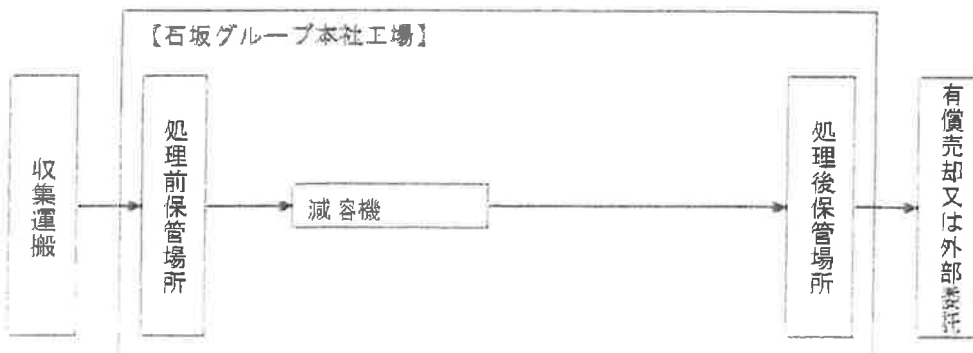 【石坂グループ本社工場】
収集運搬
処理前保管場所
減容機
処理後保管場所
有償売却又は外部委託